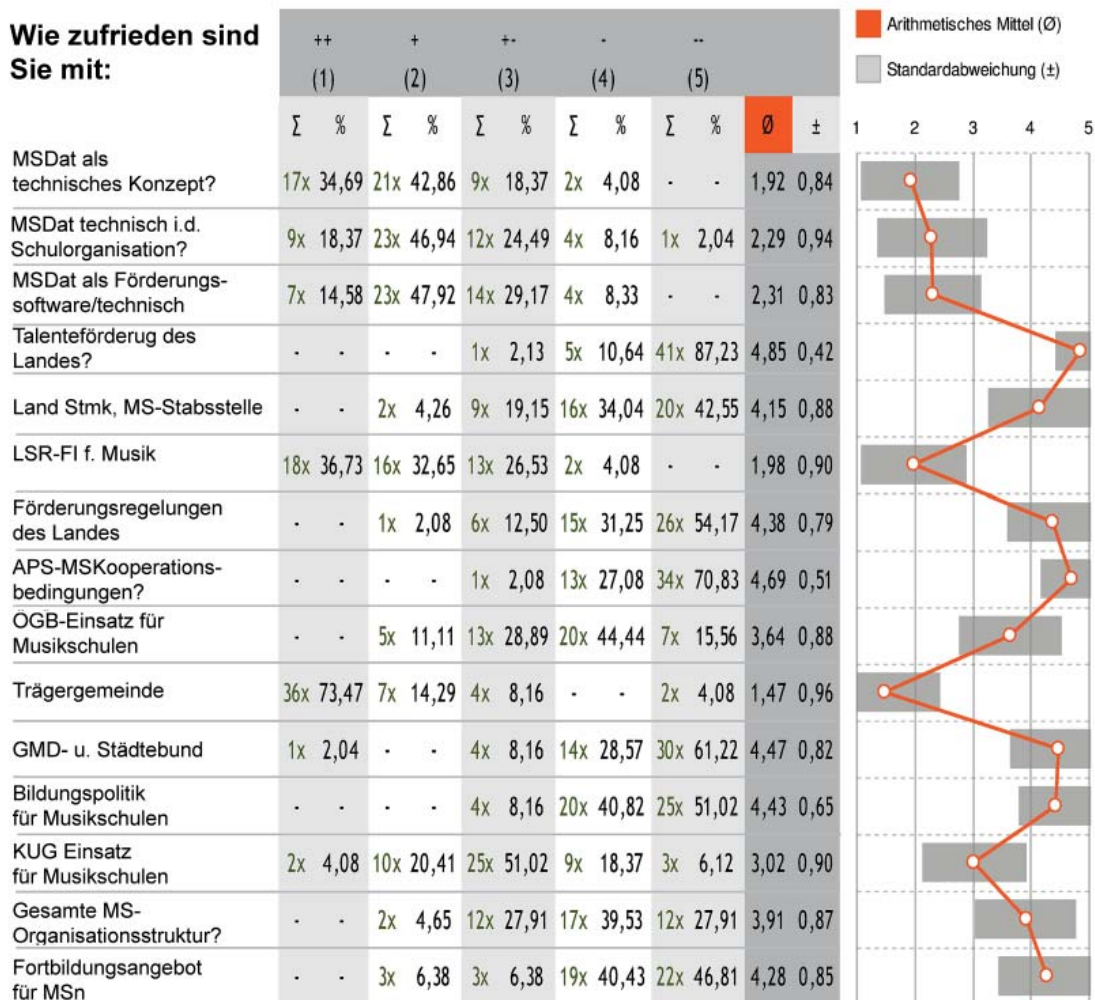 Wie zufrieden sind
Sie mit:
++ + +- - --
(1) (2) (3) (4) (5)
Σ % Σ % Σ % Σ % Σ % Ø ±
Arithmetisches Mittel (Ø)
Standardabweichung (±)
1 2 3 4 5
MSDat als
technisches Konzept?
17x 34,69 21x 42,86 9x 18,37 2x 4,08 - - 1,92 0,84
MSDat technisch i.d.
Schulorganisation?
9x 18,37 23x 46,94 12x 24,49 4x 8,16 1x 2,04 2,29 0,94
MSDat als Förderungs-
software/technisch
7x 14,58 23x 47,92 14x 29,17 4x 8,33 - - 2,31 0,83
Talenteförderug des
Landes?
- - - - 1x 2,13 5x 10,64 41x 87,23 4,85 0,42
Land Stmk, MS-Stabsstelle - - 2x 4,26 9x 19,15 16x 34,04 20x 42,55 4,15 0,88
LSR-FI f. Musik
18x 36,73 16x 32,65 13x 26,53 2x 4,08 - - 1,98 0,90
Förderungsregelungen
des Landes
- - 1x 2,08 6x 12,50 15x 31,25 26x 54,17 4,38 0,79
APS-MSKooperations-
bedingungen?
- - - - 1x 2,08 13x 27,08 34x 70,83 4,69 0,51
ÖGB-Einsatz für
Musikschulen
- - 5x 11,11 13x 28,89 20x 44,44 7x 15,56 3,64 0,88
Trägergemeinde 36x 73,47 7x 14,29 4x 8,16 - - 2x 4,08 1,47 0,96
GMD- u. Städtebund 1x 2,04 - - 4x 8,16 14x 28,57 30x 61,22 4,47 0,82
Bildungspolitik
für Musikschulen
- - - - 4x 8,16 20x 40,82 25x 51,02 4,43 0,65
KUG Einsatz
für Musikschulen
2x 4,08 10x 20,41 25x 51,02 9x 18,37 3x 6,12 3,02 0,90
Gesamte MS-
Organisationsstruktur?
- - 2x 4,65 12x 27,91 17x 39,53 12x 27,91 3,91 0,87
Fortbildungsangebot
für MSn
- - 3x 6,38 3x 6,38 19x 40,43 22x 46,81 4,28 0,85